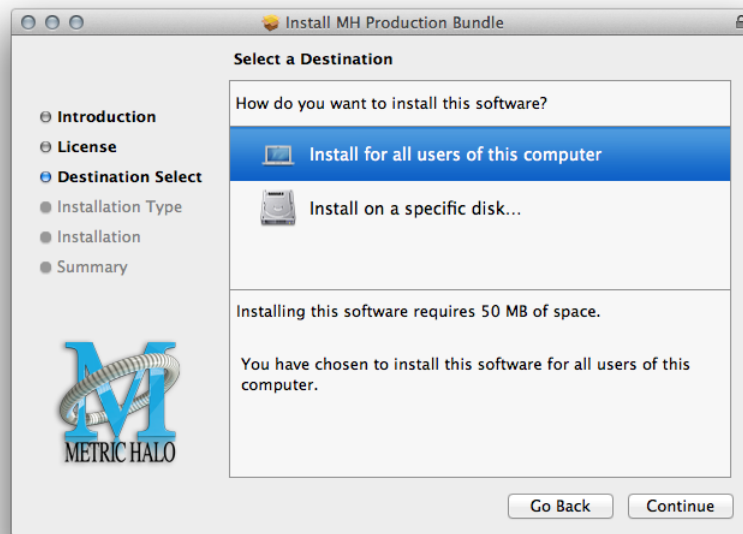 Install MH Production Bundle
Select a Destination
Introduction
License
Destination Select
Installation Type
Installation
Summary
How do you want to install this software?
Install for all users of this computer
Install on a specific disk...
Installing this software requires 50 MB of space.
You have chosen to install this software for all users of this
computer.
M
METRIC HALO
Go Back
Continue